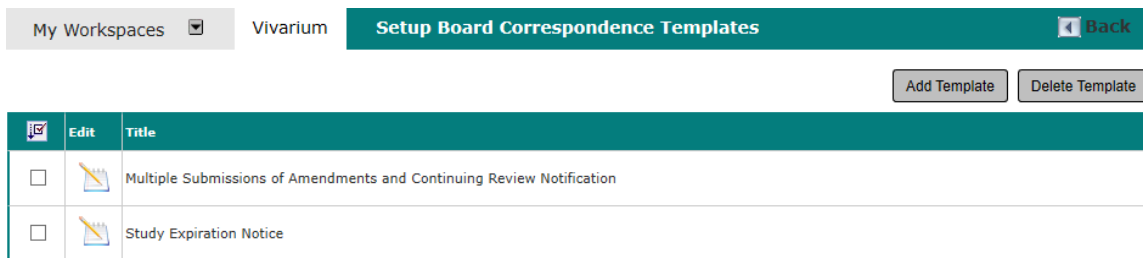 My Workspaces Vivarium Setup Board Correspondence Templates Back
Add Template Delete Template
Edit Title
Multiple Submissions of Amendments and Continuing Review Notification
Study Expiration Notice